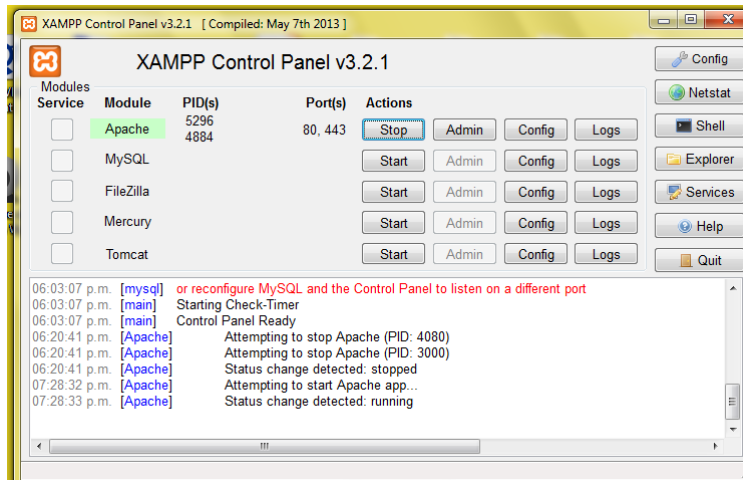 XAMPP Control Panel v3.2.1 [ Compiled: May 7th 2013 ]
XAMPP Control Panel v3.2.1
Config
Modules
Service Module PID(s) Port(s) Actions
Netstat
Apache 5296 4884 80, 443 Stop Admin Config Logs
Shell
MySQL Start Admin Config Logs
Explorer
FileZilla Start Admin Config Logs
Services
Mercury Start Admin Config Logs
Help
Tomcat Start Admin Config Logs
Quit
06:03:07 p.m. [mysql] or reconfigure MySQL and the Control Panel to listen on a different port
06:03:07 p.m. [main] Starting Check-Timer
06:03:07 p.m. [main] Control Panel Ready
06:20:41 p.m. [Apache] Attempting to stop Apache (PID: 4080)
06:20:41 p.m. [Apache] Attempting to stop Apache (PID: 3000)
06:20:41 p.m. [Apache] Status change detected: stopped
07:28:32 p.m. [Apache] Attempting to start Apache app...
07:28:33 p.m. [Apache] Status change detected: running